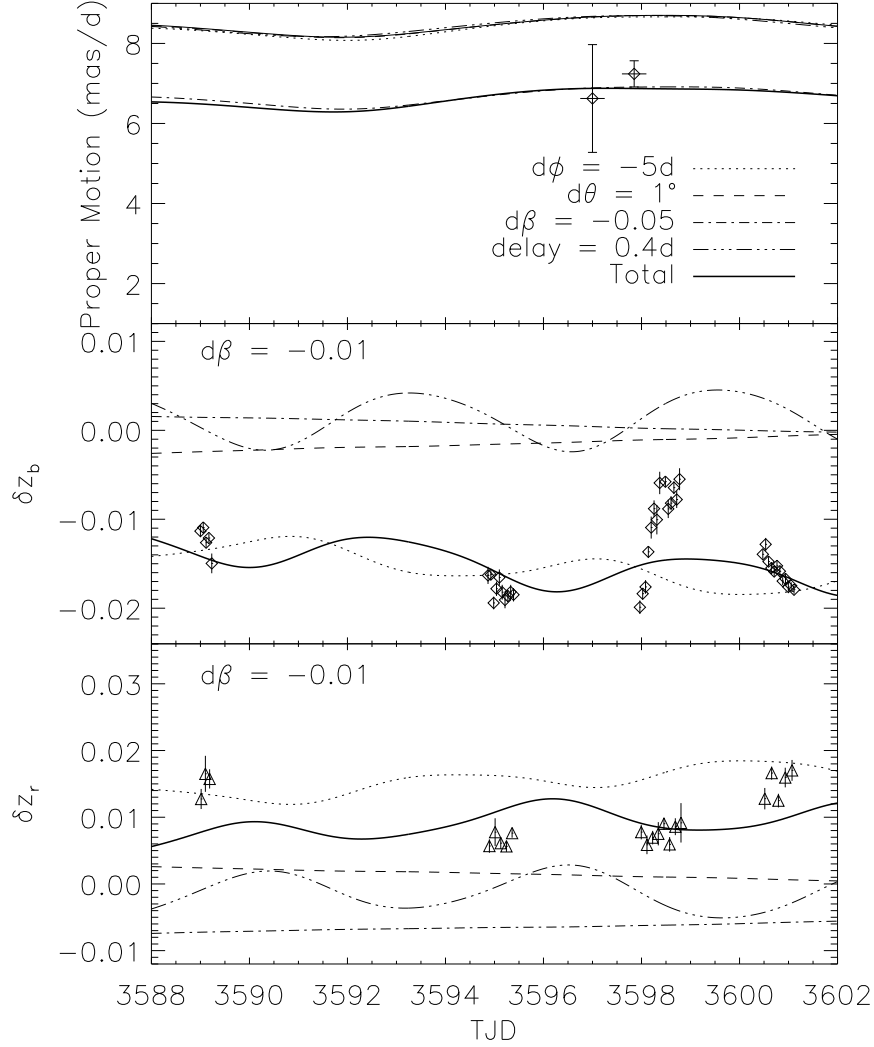 Proper Motion (mas/d)
8
6
4
2
dϕ = −5d
dθ = 1°
dβ = −0.05
delay = 0.4d
Total
δz_b
0.01
0.00
−0.01
−0.02
dβ = −0.01
δz_r
0.03
0.02
0.01
0.00
−0.01
dβ = −0.01
3588 3590 3592 3594 3596 3598 3600 3602
TJD